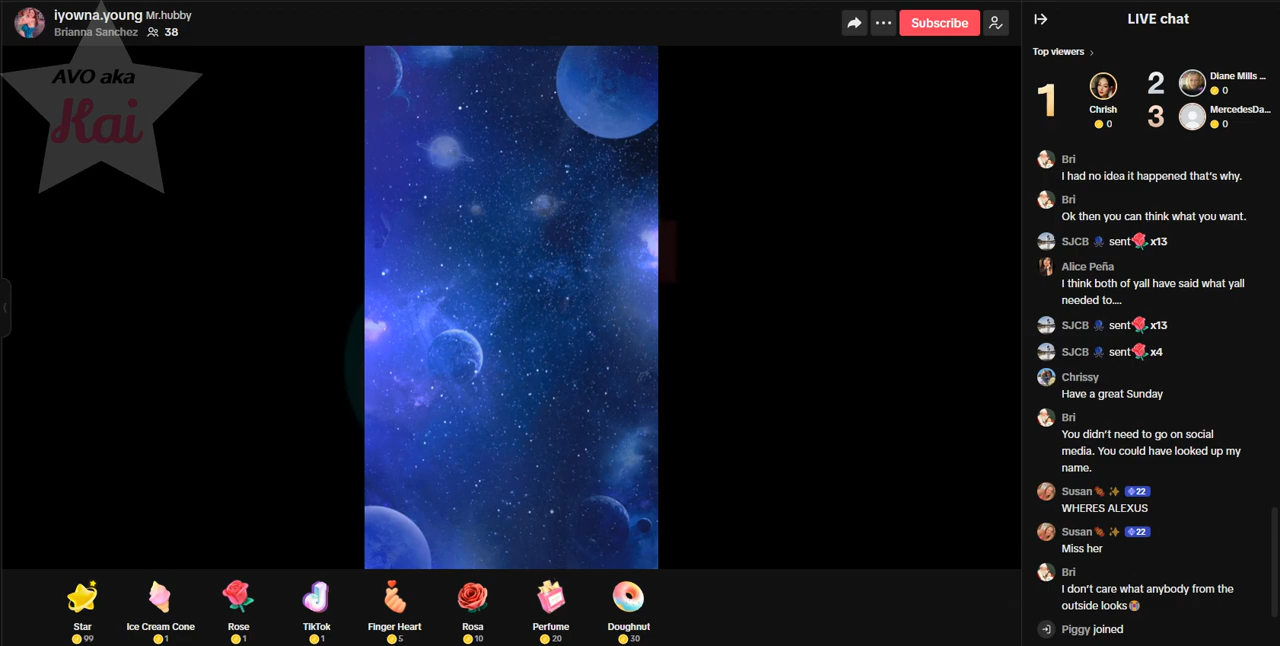 iyowna.young Mr.hubby
Brianna Sanchez 38
Subscribe
AVO aka
Kai
LIVE chat
Top viewers
1
Chrish
0
2
Diane Mills ...
0
3
MercedesDa...
0
Bri
I had no idea it happened that's why.
Bri
Ok then you can think what you want.
SJCB sent x13
Alice Peña
I think both of yall have said what yall
needed to....
SJCB sent x13
SJCB sent x4
Chrissy
Have a great Sunday
Bri
You didn't need to go on social
media. You could have looked up my
name.
Susan 22
WHERES ALEXUS
Susan 22
Miss her
Bri
I don't care what anybody from the
outside looks
Piggy joined
Star
99
Ice Cream Cone
1
Rose
1
TikTok
1
Finger Heart
5
Rosa
10
Perfume
20
Doughnut
30